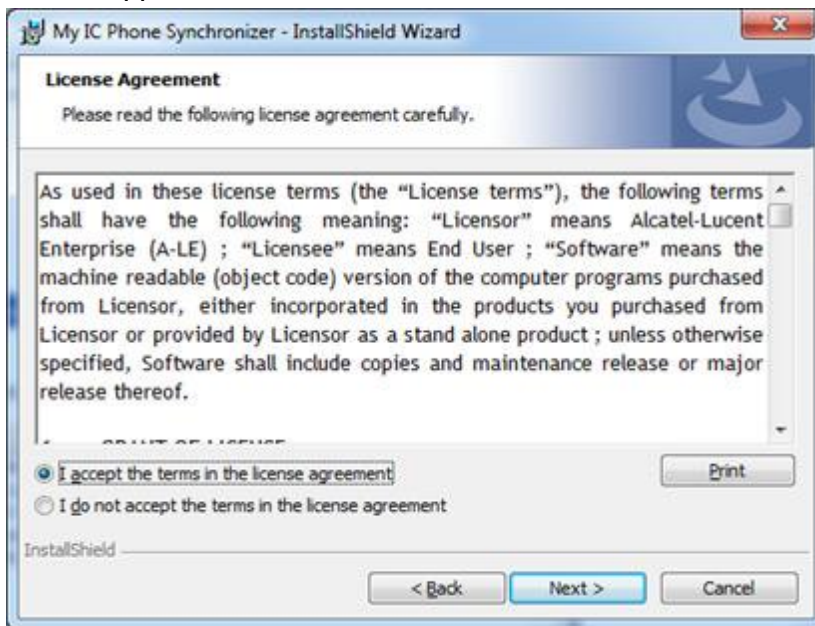 My IC Phone Synchronizer - InstallShield Wizard
License Agreement
Please read the following license agreement carefully.
As used in these license terms (the “License terms”), the following terms
shall have the following meaning: “Licensor” means Alcatel-Lucent
Enterprise (A-LE) ; “Licensee” means End User ; “Software” means the
machine readable (object code) version of the computer programs purchased
from Licensor, either incorporated in the products you purchased from
Licensor or provided by Licensor as a stand alone product ; unless otherwise
specified, Software shall include copies and maintenance release or major
release thereof.
I accept the terms in the license agreement
Print
I do not accept the terms in the license agreement
InstallShield
< Back
Next >
Cancel